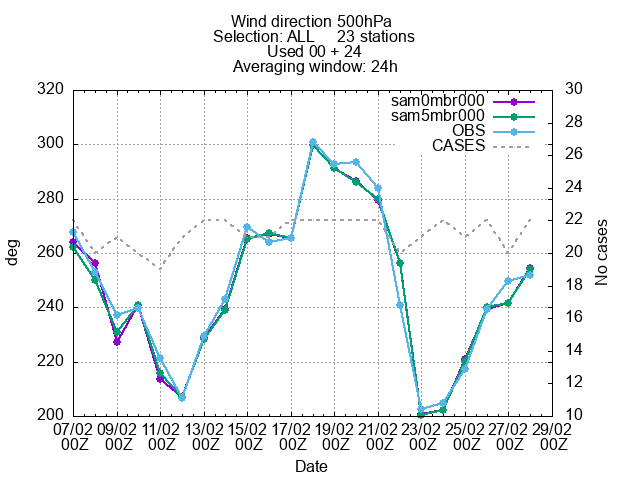 Wind direction 500hPa
Selection: ALL 23 stations
Used 00 + 24
Averaging window: 24h
sam0mbr000
sam5mbr000
OBS
CASES
deg
320
300
280
260
240
220
200
No cases
30
28
26
24
22
20
18
16
14
12
10
07/02 09/02 11/02 13/02 15/02 17/02 19/02 21/02 23/02 25/02 27/02 29/02
00Z 00Z 00Z 00Z 00Z 00Z 00Z 00Z 00Z 00Z 00Z 00Z
Date